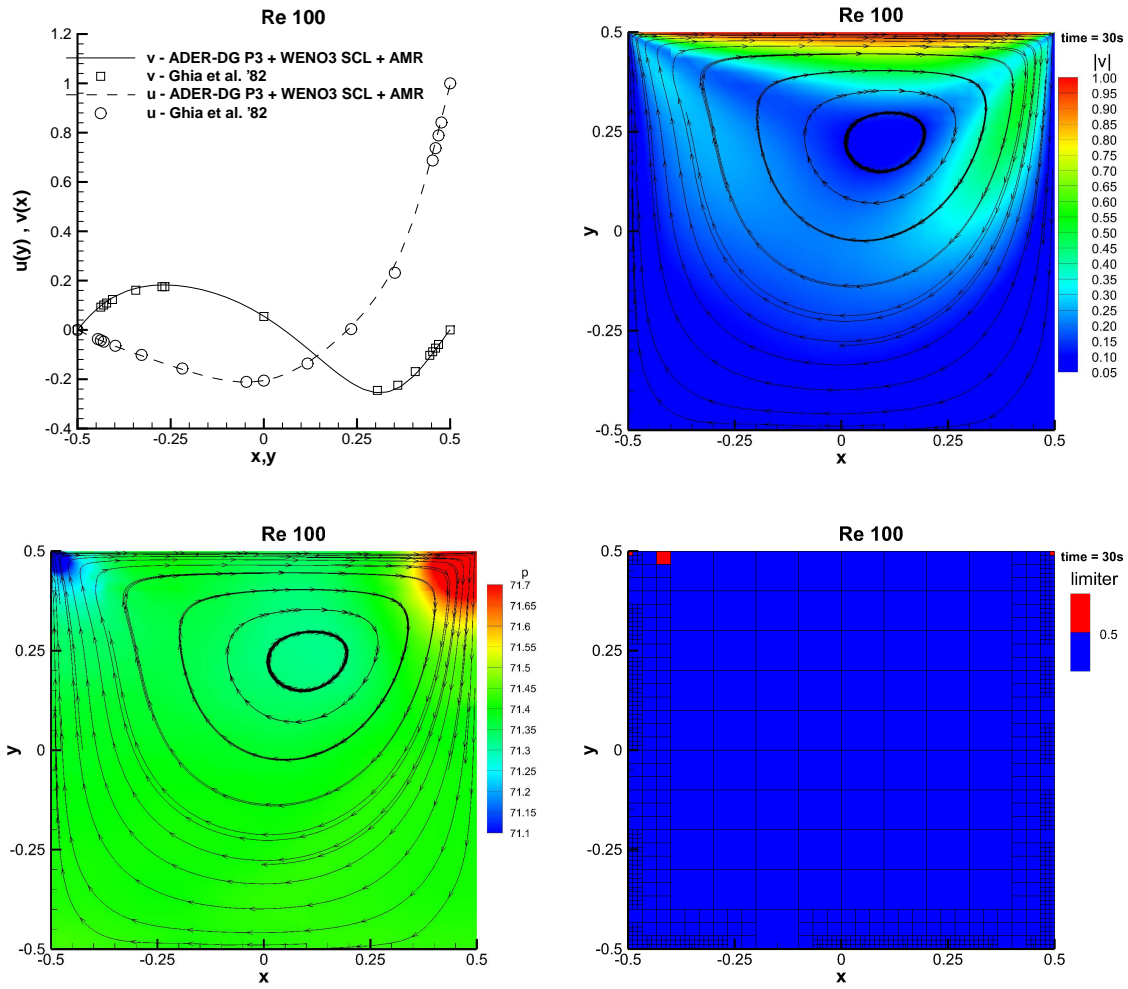 Re 100
1.2
1
0.8
0.6
0.4
0.2
0.0
-0.2
-0.4
u(y) , v(x)
v - ADER-DG P3 + WENO3 SCL + AMR
v - Ghia et al. '82
u - ADER-DG P3 + WENO3 SCL + AMR
u - Ghia et al. '82
-0.5 -0.25 0 0.25 0.5
x,y
Re 100
time = 30s
0.5
0.25
0
-0.25
-0.5
y
-0.5 -0.25 0 0.25 0.5
x
|v|
1.00
0.95
0.90
0.85
0.80
0.75
0.70
0.65
0.60
0.55
0.50
0.45
0.40
0.35
0.30
0.25
0.20
0.15
0.10
0.05
Re 100
0.5
0.25
0
-0.25
-0.5
y
-0.5 -0.25 0 0.25 0.5
x
p
71.7
71.65
71.6
71.55
71.5
71.45
71.4
71.35
71.3
71.25
71.2
71.15
71.1
Re 100
time = 30s
0.5
0.25
0
-0.25
-0.5
y
-0.5 -0.25 0 0.25 0.5
x
limiter
0.5